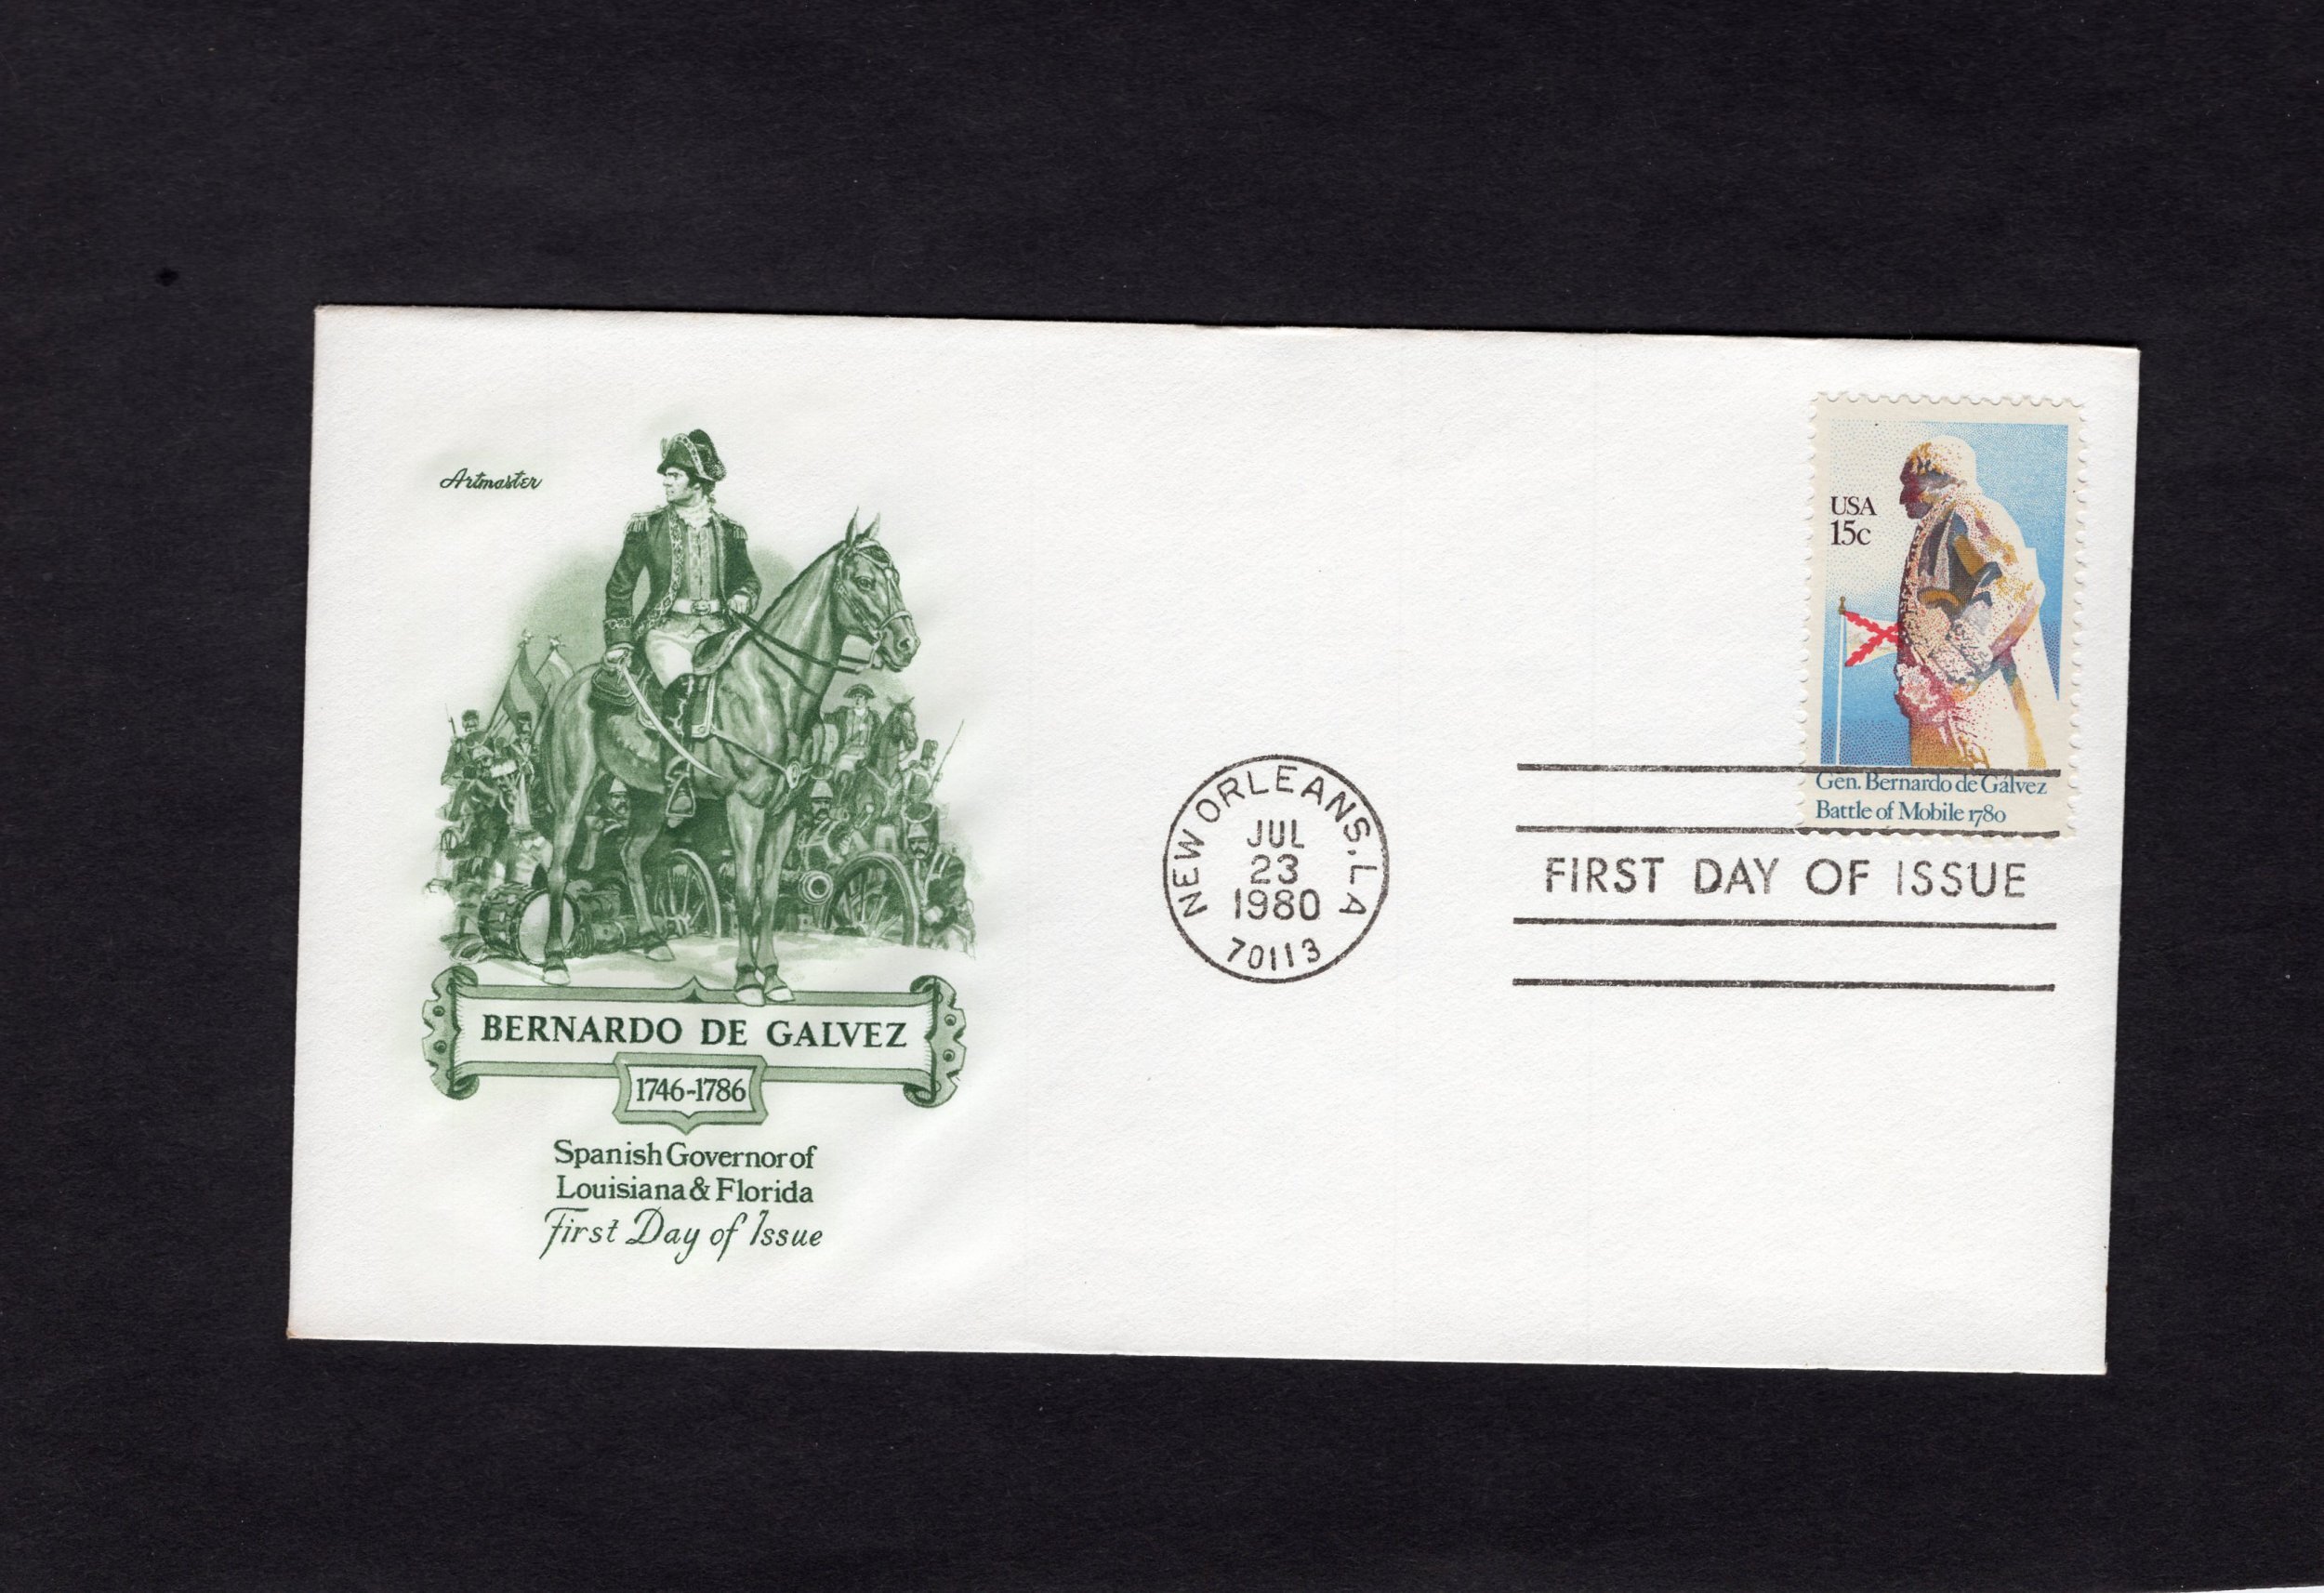 Artmaster
BERNARDO DE GALVEZ
1746-1786
Spanish Governor of
Louisiana & Florida
First Day of Issue
NEW ORLEANS, LA
JUL
23
1980
70113
USA
15c
Gen. Bernardo de Gálvez
Battle of Mobile 1780
FIRST DAY OF ISSUE